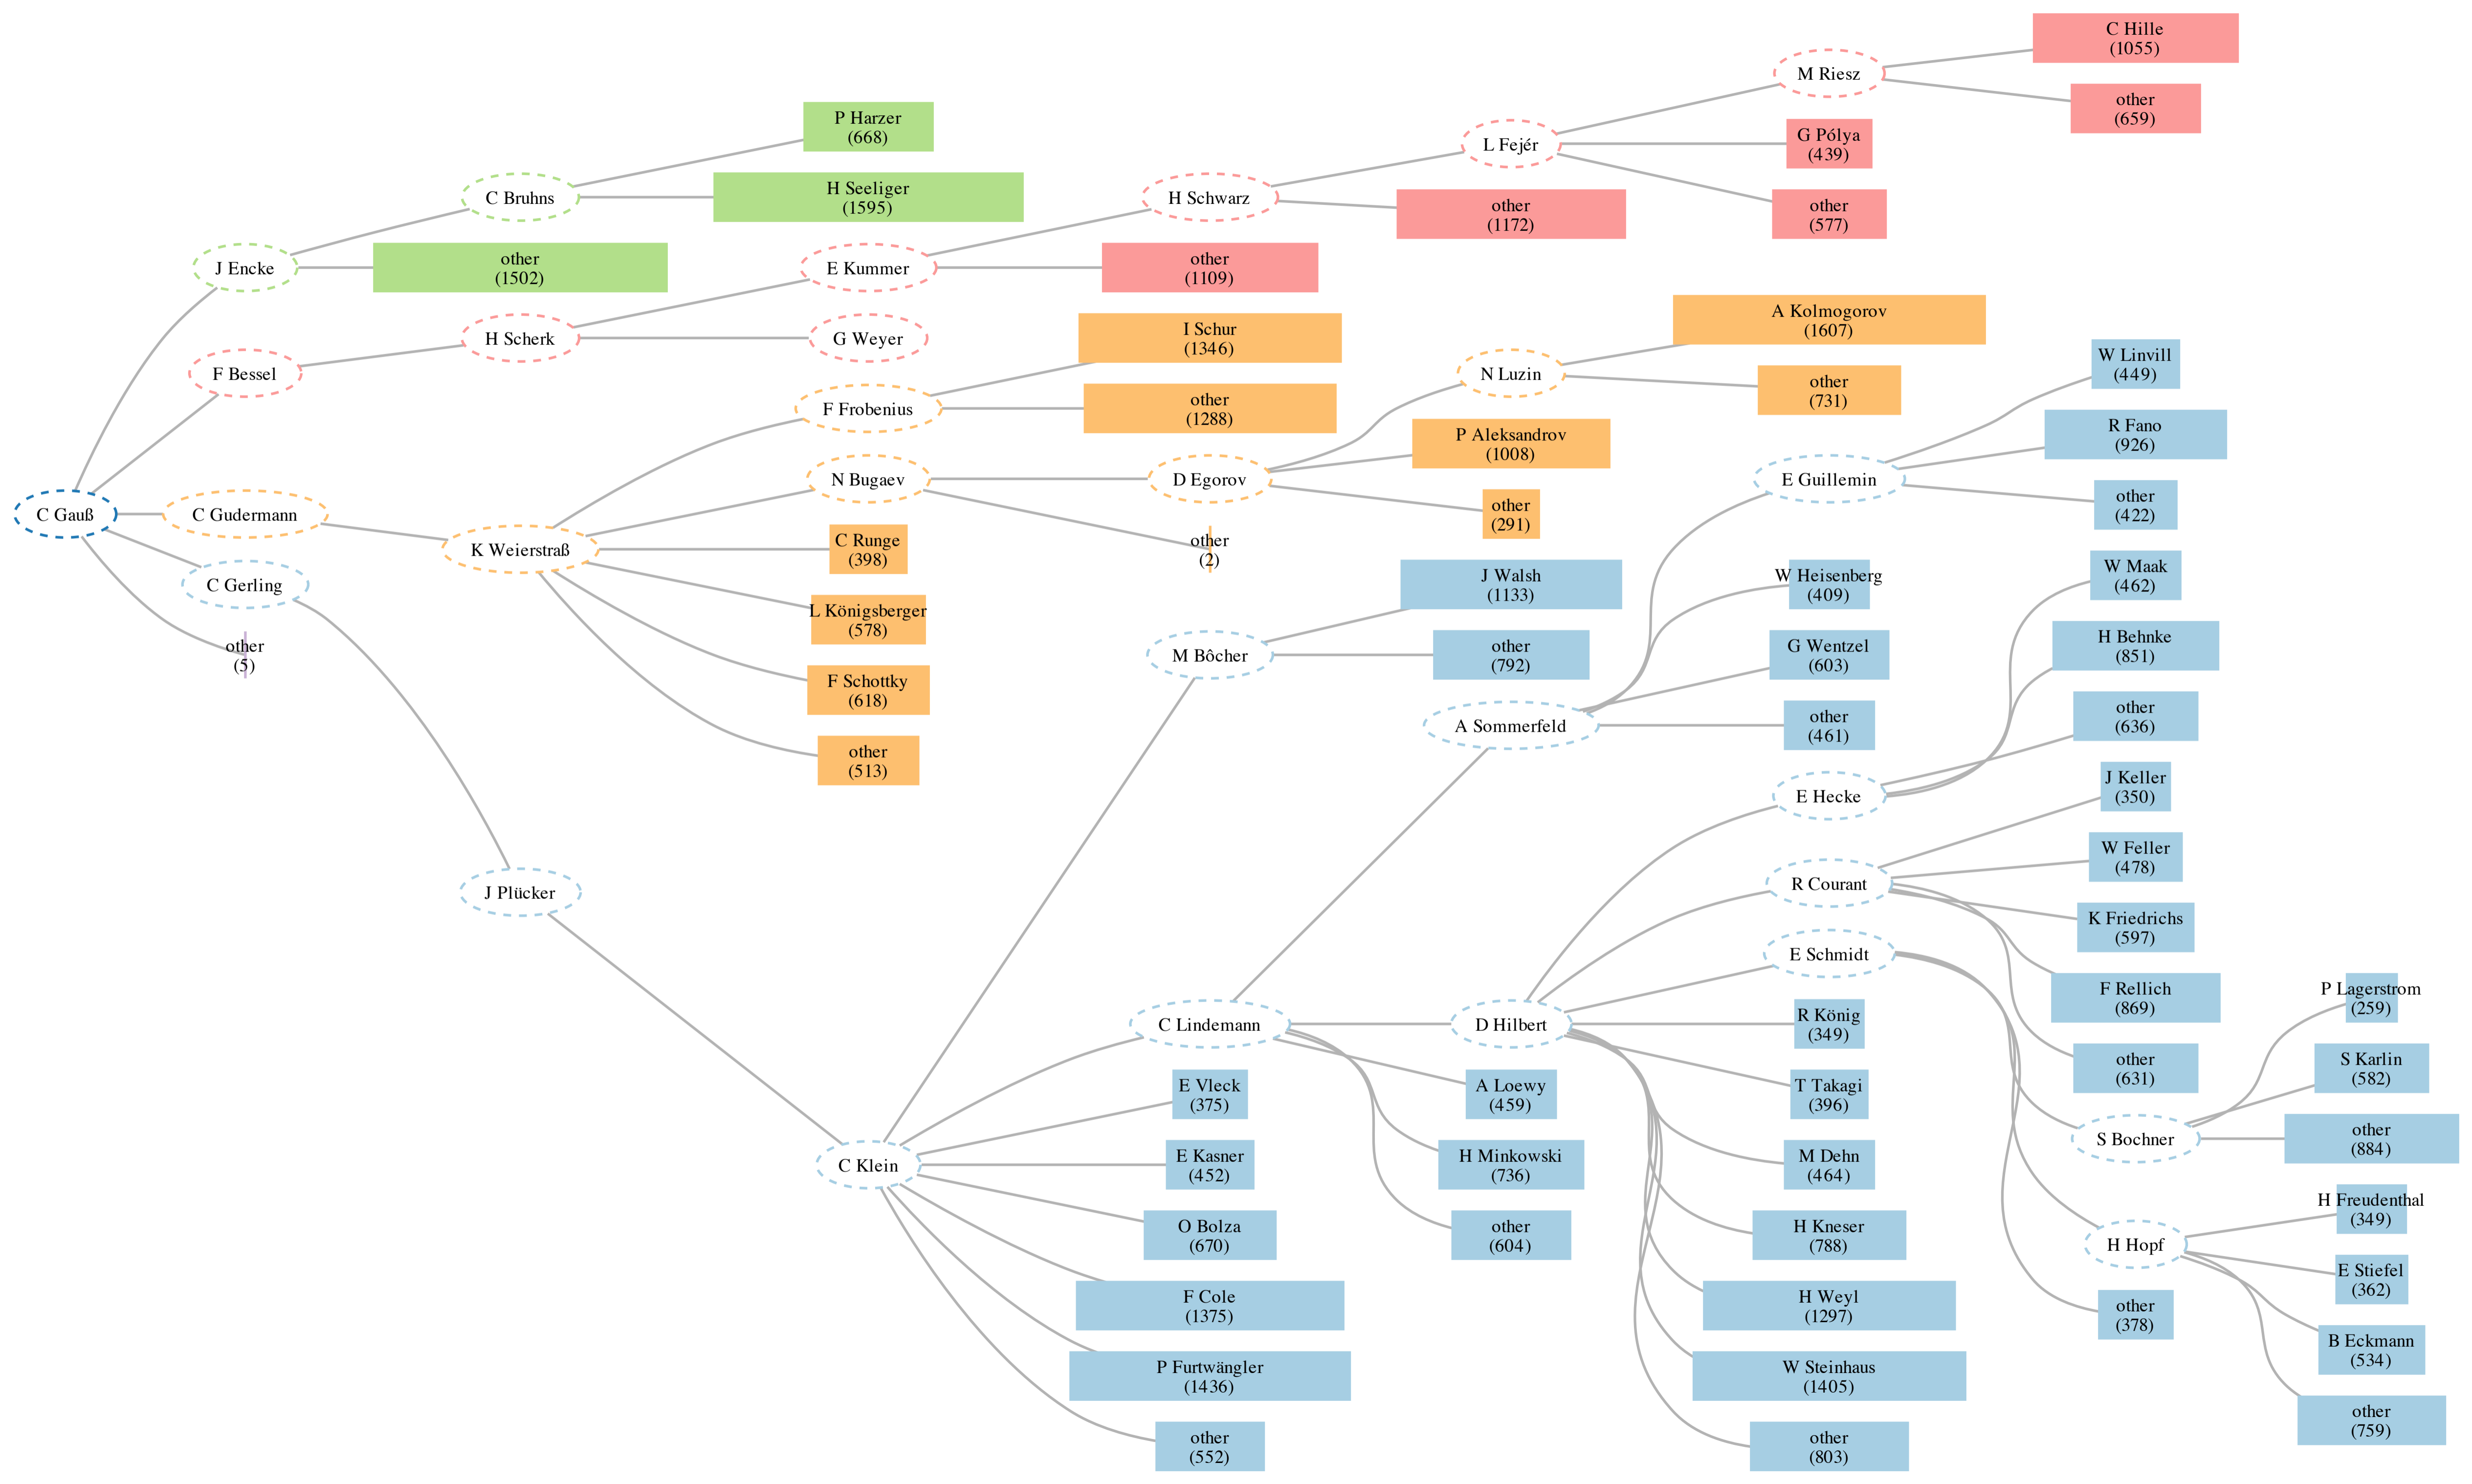 C Gauß
J Encke
F Bessel
C Gudermann
C Gerling
other
(5)
C Bruhns
other
(1502)
H Scherk
K Weierstraß
J Plücker
P Harzer
(668)
H Seeliger
(1595)
E Kummer
G Weyer
F Frobenius
N Bugaev
C Runge
(398)
L Königsberger
(578)
F Schottky
(618)
other
(513)
C Klein
H Schwarz
other
(1109)
I Schur
(1346)
other
(1288)
D Egorov
other
(2)
M Bôcher
C Lindemann
E Vleck
(375)
E Kasner
(452)
O Bolza
(670)
F Cole
(1375)
P Furtwängler
(1436)
other
(552)
L Fejér
other
(1172)
N Luzin
P Aleksandrov
(1008)
other
(291)
J Walsh
(1133)
other
(792)
A Sommerfeld
D Hilbert
A Loewy
(459)
H Minkowski
(736)
other
(604)
M Riesz
G Pólya
(439)
other
(577)
A Kolmogorov
(1607)
other
(731)
E Guillemin
W Heisenberg
(409)
G Wentzel
(603)
other
(461)
E Hecke
R Courant
E Schmidt
R König
(349)
T Takagi
(396)
M Dehn
(464)
H Kneser
(788)
H Weyl
(1297)
W Steinhaus
(1405)
other
(803)
C Hille
(1055)
other
(659)
W Linvill
(449)
R Fano
(926)
other
(422)
W Maak
(462)
H Behnke
(851)
other
(636)
J Keller
(350)
W Feller
(478)
K Friedrichs
(597)
F Rellich
(869)
other
(631)
S Bochner
H Hopf
other
(378)
P Lagerstrom
(259)
S Karlin
(582)
other
(884)
H Freudenthal
(349)
E Stiefel
(362)
B Eckmann
(534)
other
(759)